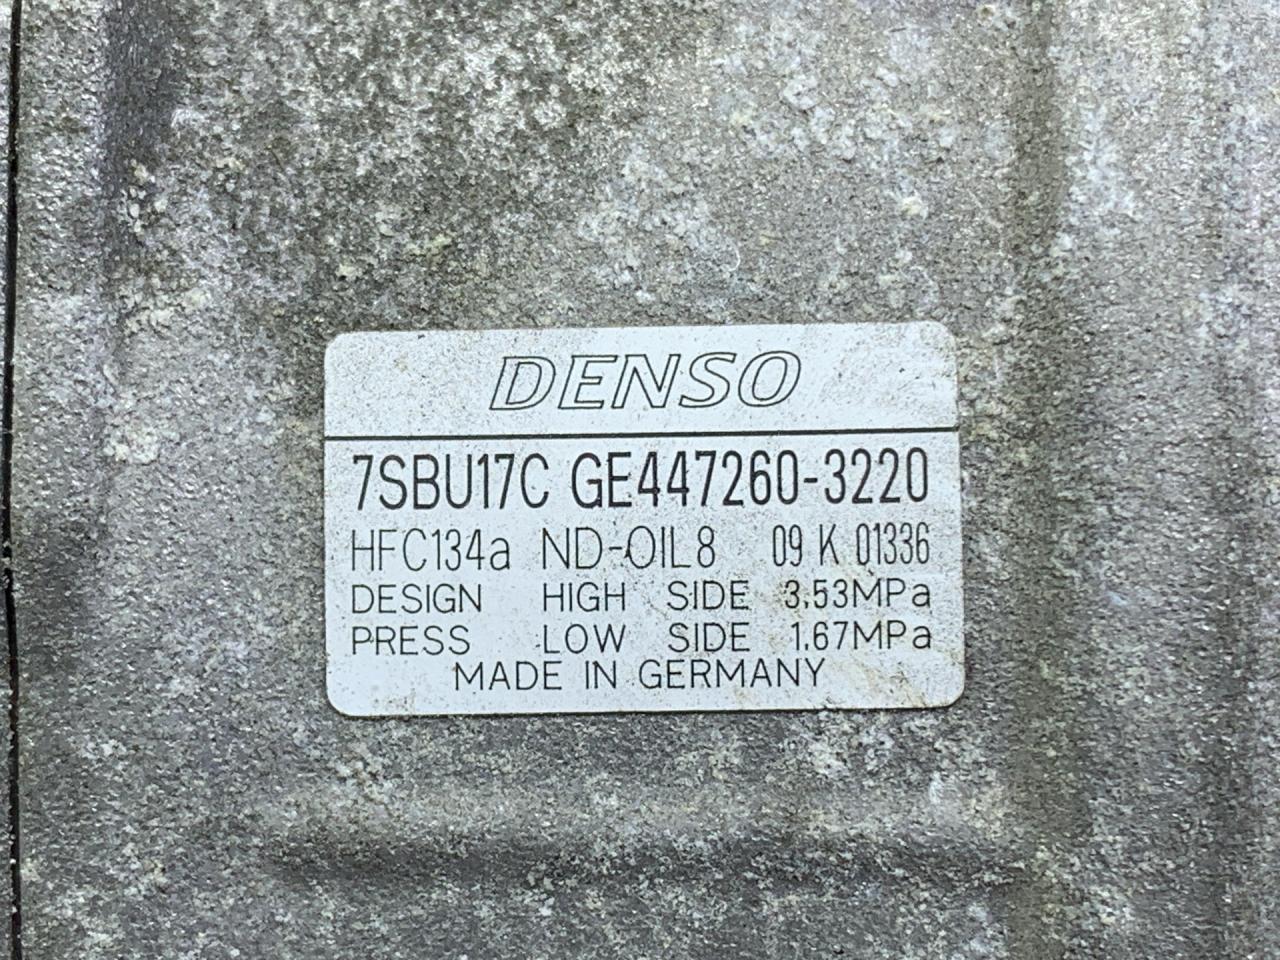 DENSO
7SBU17C GE447260-3220
HFC134a ND-OIL8 09 K 01336
DESIGN HIGH SIDE 3.53MPa
PRESS LOW SIDE 1.67MPa
MADE IN GERMANY